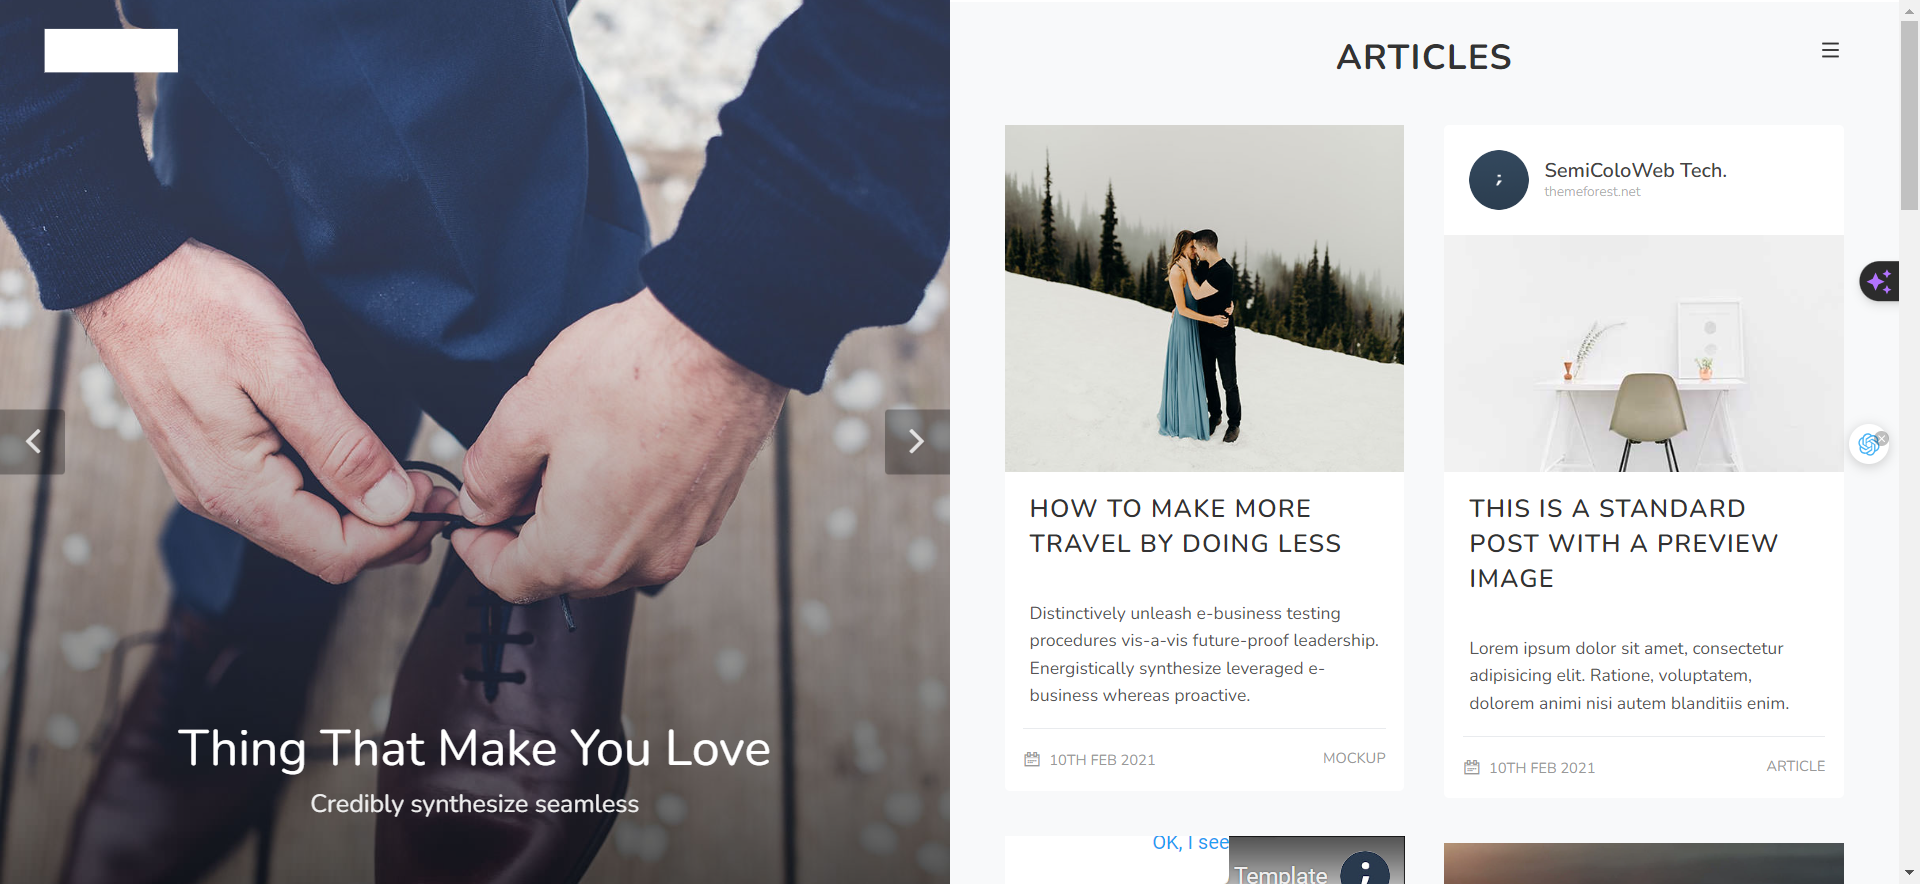 Thing That Make You Love
Credibly synthesize seamless
ARTICLES
HOW TO MAKE MORE
TRAVEL BY DOING LESS
Distinctively unleash e-business testing
procedures vis-a-vis future-proof leadership.
Energistically synthesize leveraged e-
business whereas proactive.
10TH FEB 2021
MOCKUP
;
SemiColoWeb Tech.
themeforest.net
THIS IS A STANDARD
POST WITH A PREVIEW
IMAGE
Lorem ipsum dolor sit amet, consectetur
adipisicing elit. Ratione, voluptatem,
dolorem animi nisi autem blanditiis enim.
10TH FEB 2021
ARTICLE
OK, I see
Template
;